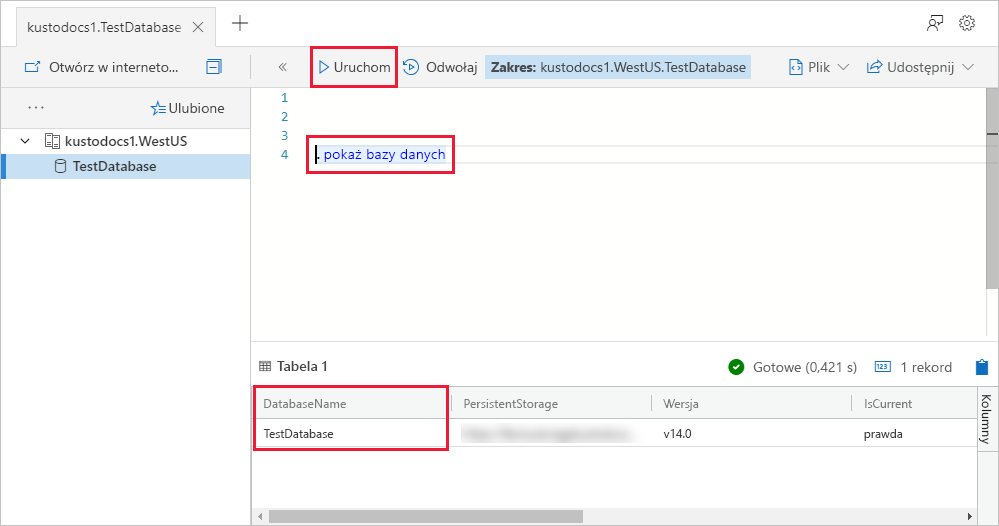 kustodocs1.TestDatabase
Otwórz w interneto...
Uruchom
Odwołaj
Zakres: kustodocs1.WestUS.TestDatabase
Plik
Udostępnij
...
Ulubione
kustodocs1.WestUS
TestDatabase
1
2
3
4
. pokaż bazy danych
Tabela 1
Gotowe (0,421 s)
123
1 rekord
DatabaseName
PersistentStorage
Wersja
IsCurrent
Kolumny
TestDatabase
v14.0
prawda